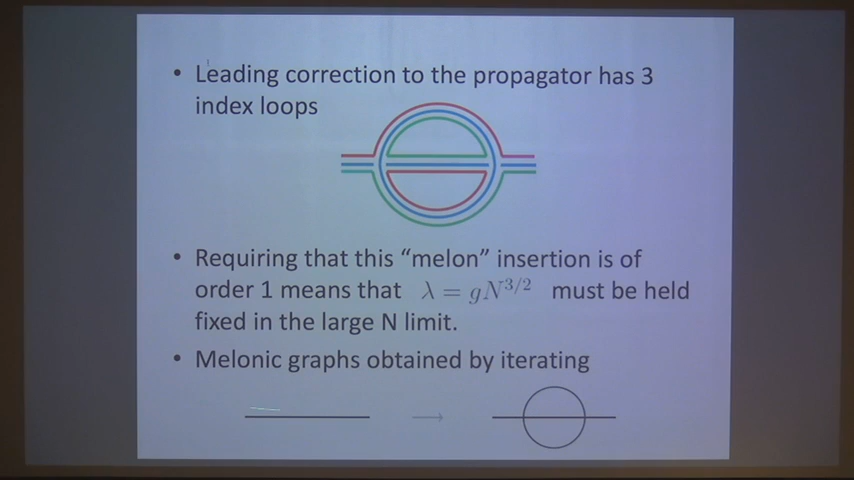 • Leading correction to the propagator has 3
index loops
• Requiring that this “melon” insertion is of
order 1 means that λ = gN^{3/2} must be held
fixed in the large N limit.
• Melonic graphs obtained by iterating